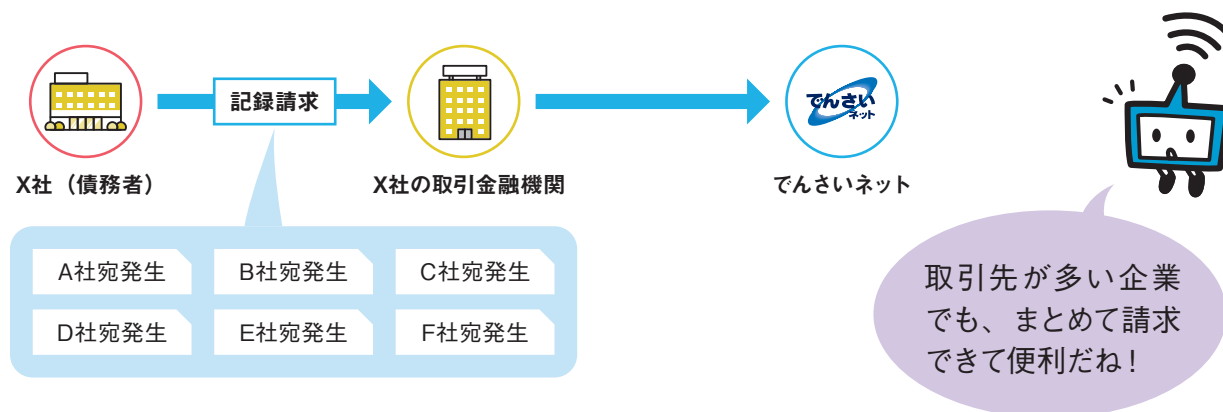 記録請求
でんさい
ネット
X社（債務者）
X社の取引金融機関
でんさいネット
A社宛発生
B社宛発生
C社宛発生
D社宛発生
E社宛発生
F社宛発生
取引先が多い企業
でも、まとめて請求
できて便利だね！